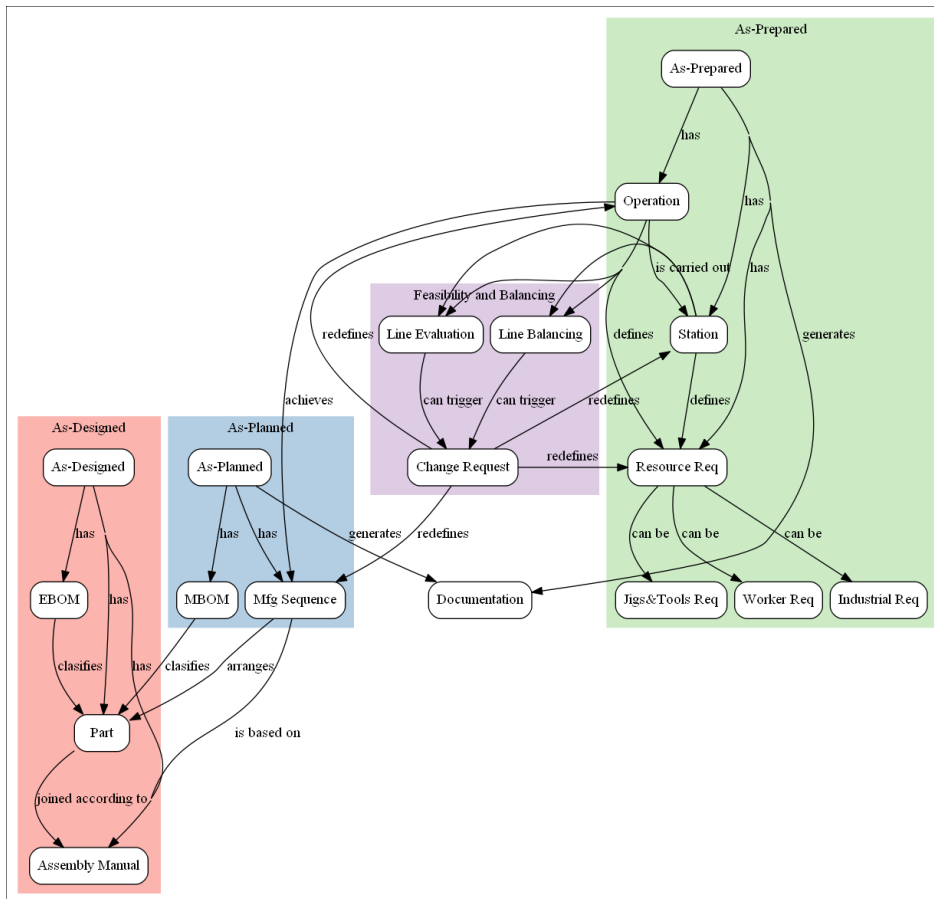 As-Prepared
As-Prepared
has
Operation
has
is carried out
has
Feasibility and Balancing
redefines
Line Evaluation
Line Balancing
defines
Station
generates
achieves
can trigger
can trigger
redefines
defines
As-Designed
As-Planned
As-Designed
As-Planned
Change Request
redefines
Resource Req
has
has
has
generates
redefines
can be
can be
can be
EBOM
has
MBOM
Mfg Sequence
Documentation
Jigs&Tools Req
Worker Req
Industrial Req
clasifies
has
clasifies
arranges
Part
is based on
joined according to
Assembly Manual